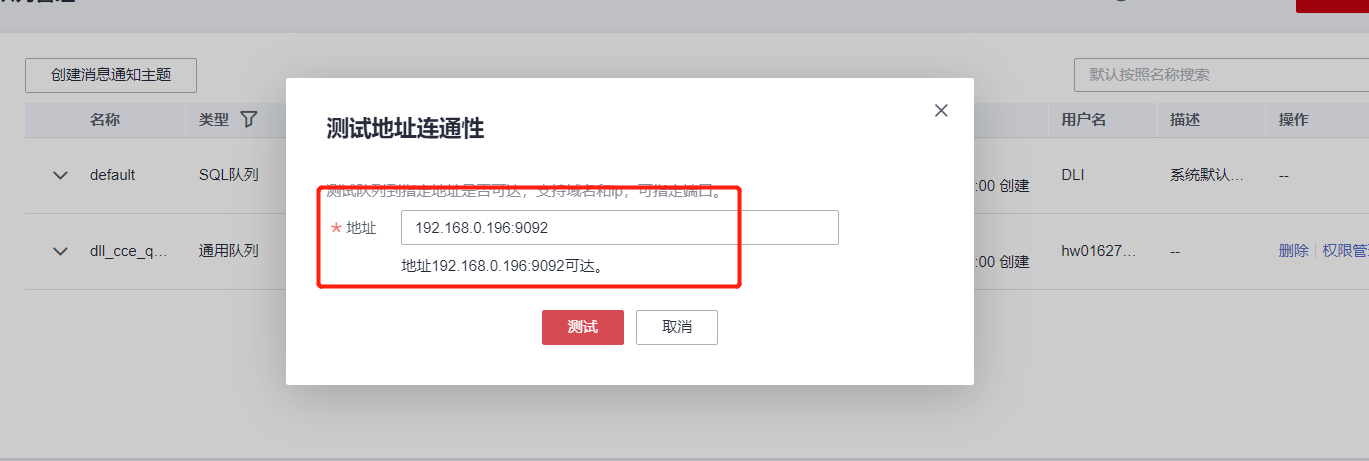 创建消息通知主题
默认按照名称搜索
名称 类型 用户名 描述 操作
default SQL队列 :00 创建 DLI 系统默认... --
dll_cce_q... 通用队列 :00 创建 hw01627... -- 删除 权限管
测试地址连通性
测试队列到指定地址是否可达，支持域名和ip，可指定端口。
* 地址 192.168.0.196:9092
地址192.168.0.196:9092可达。
测试 取消